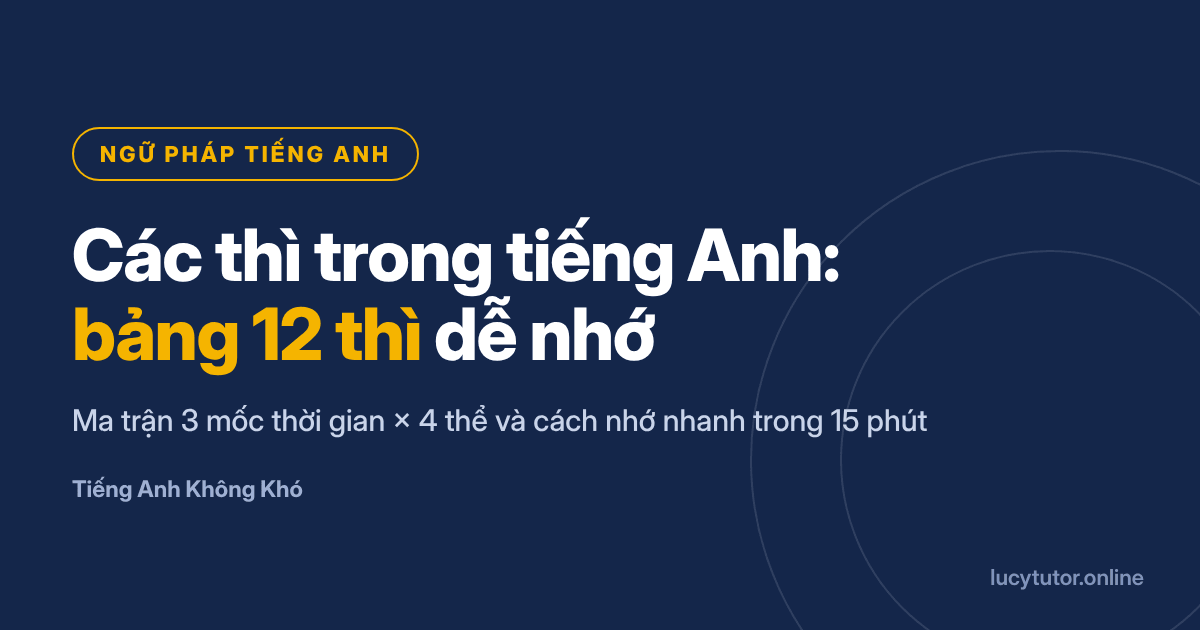 NGỮ PHÁP TIẾNG ANH
Các thì trong tiếng Anh:
bảng 12 thì dễ nhớ
Ma trận 3 mốc thời gian × 4 thể và cách nhớ nhanh trong 15 phút
Tiếng Anh Không Khó
lucytutor.online